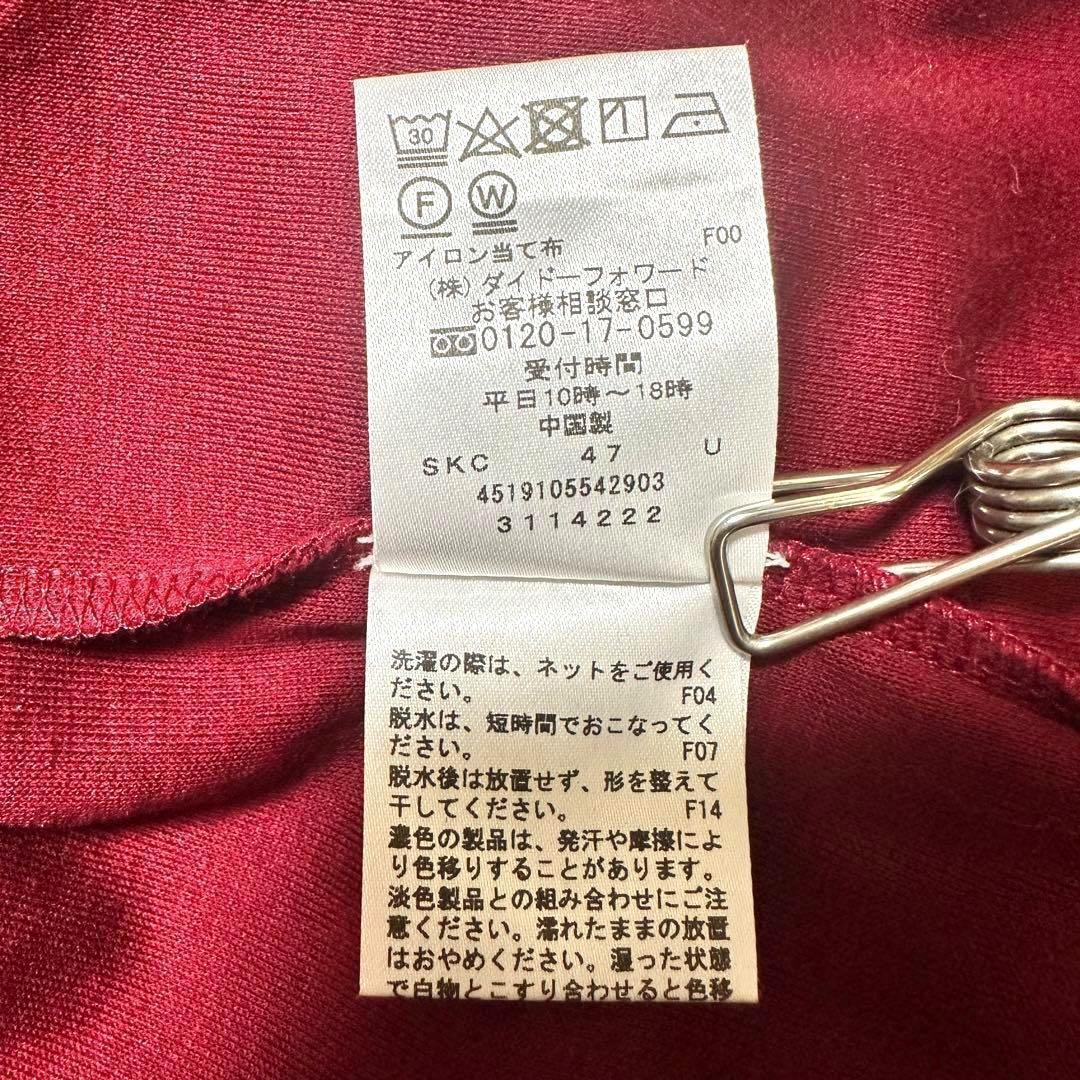 30
F W
アイロン当て布 F00
(株)ダイドーフォワード
お客様相談窓口
0120-17-0599
受付時間
平日10時～18時
中国製
SKC 47 U
4519105542903
3114222
洗濯の際は、ネットをご使用く
ださい。 F04
脱水は、短時間でおこなってく
ださい。 F07
脱水後は放置せず、形を整えて
干してください。 F14
濃色の製品は、発汗や摩擦によ
り色移りすることがあります。
淡色製品との組み合わせにご注
意ください。濡れたままの放置
はおやめください。湿った状態
で白物とこすり合わせると色移